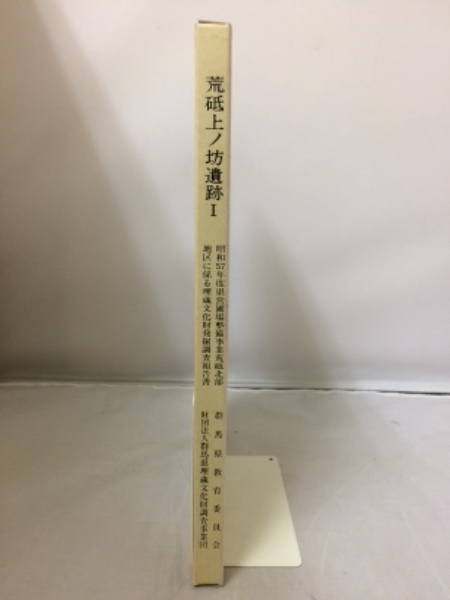 荒砥上ノ坊遺跡Ⅰ
昭和57年度県営圃場整備事業荒砥北部
地区に係る埋蔵文化財発掘調査報告書
群馬県教育委員会
財団法人群馬県埋蔵文化財調査事業団